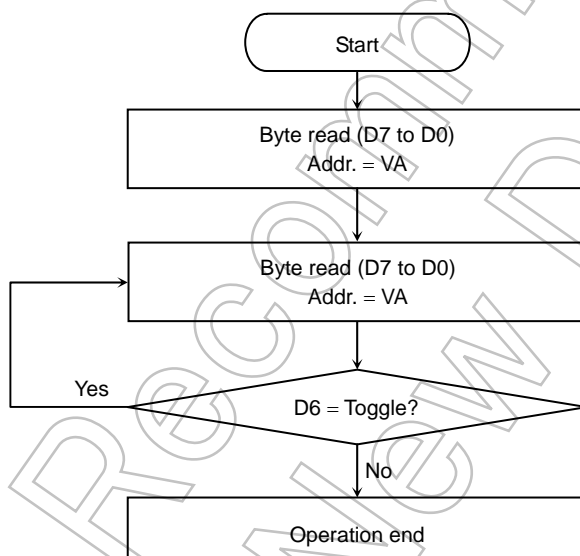 Start
Byte read (D7 to D0)
Addr. = VA
Byte read (D7 to D0)
Addr. = VA
Yes
D6 = Toggle?
No
Operation end